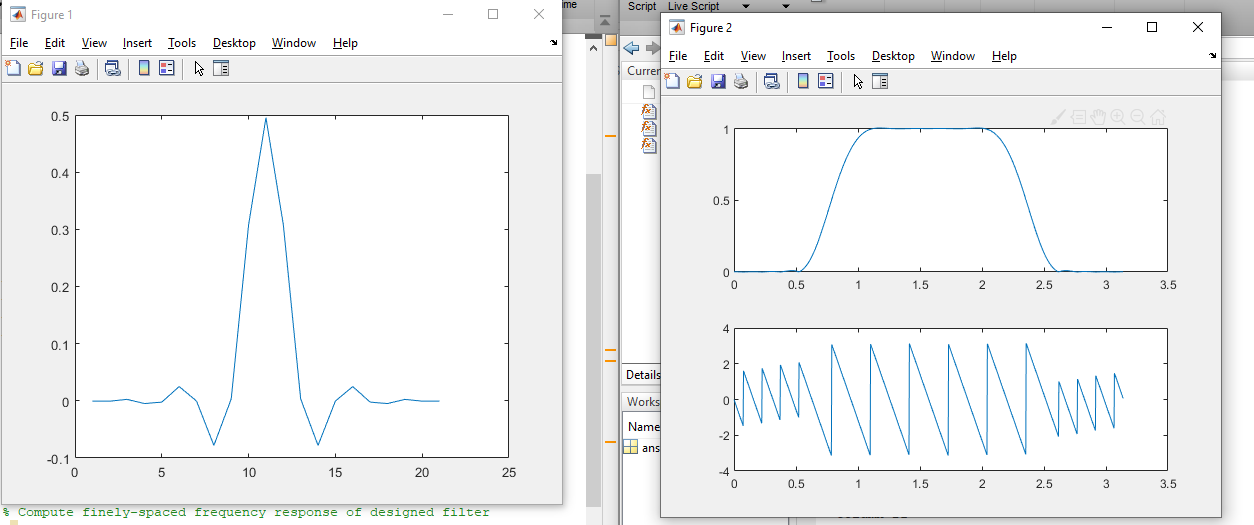 Figure 1
File Edit View Insert Tools Desktop Window Help
0.5
0.4
0.3
0.2
0.1
0
-0.1
0 5 10 15 20 25
% Compute finely-spaced frequency response of designed filter
ime
Script Live Script
Curren
Details
Works
Name
ans
Figure 2
File Edit View Insert Tools Desktop Window Help
1
0.5
0
0 0.5 1 1.5 2 2.5 3 3.5
4
2
0
-2
-4
0 0.5 1 1.5 2 2.5 3 3.5